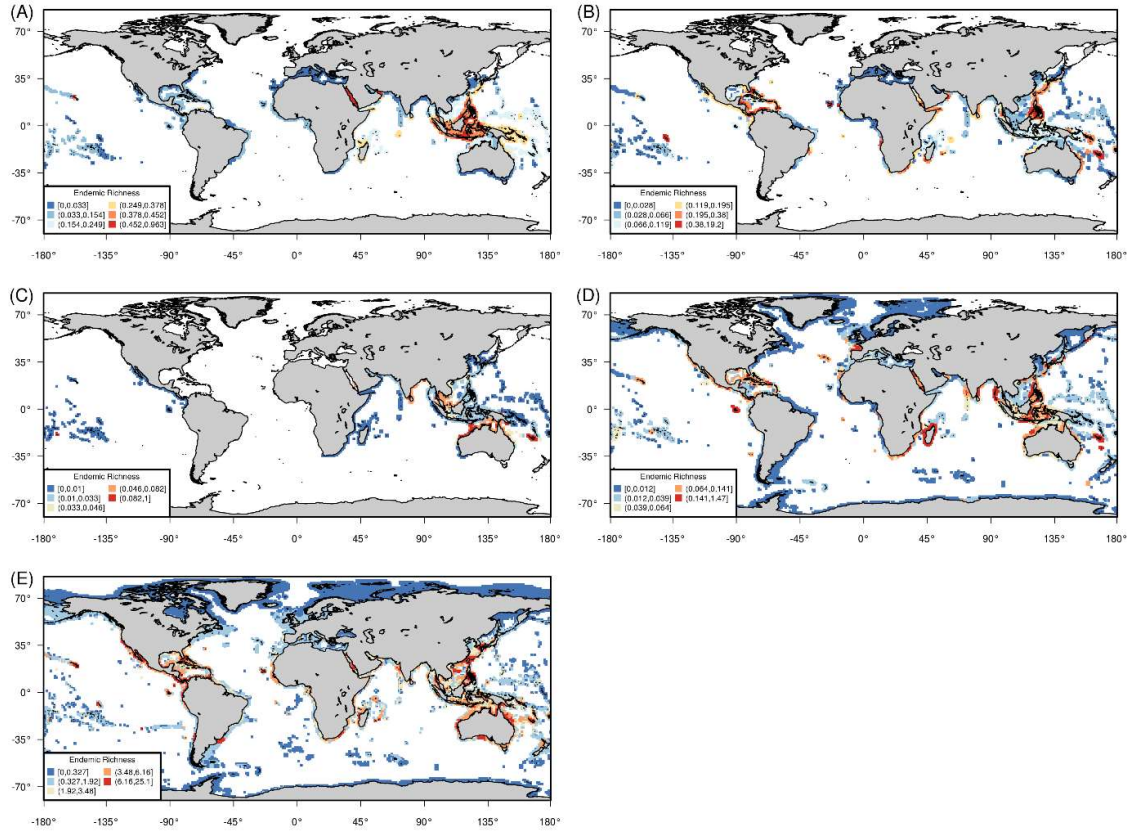 (A)
70°
35°
0°
-35°
-70°
Endemic Richness
[0,0.033] (0.249,0.378]
(0.033,0.154] (0.378,0.452]
(0.154,0.249] (0.452,0.963]
-180 -135 -90 -45 0° 45° 90° 135° 180
(B)
70°
35°
0°
-35°
-70°
Endemic Richness
[0,0.028] (0.119,0.195]
(0.028,0.066] (0.195,0.38]
(0.066,0.119] (0.38,19.2]
-180 -135 -90 -45 0° 45° 90° 135° 180
(C)
70°
35°
0°
-35°
-70°
Endemic Richness
[0,0.01] (0.046,0.082]
(0.01,0.033] (0.082,1]
(0.033,0.046]
-180 -135 -90 -45 0° 45° 90° 135° 180
(D)
70°
35°
0°
-35°
-70°
Endemic Richness
[0,0.012] (0.064,0.141]
(0.012,0.039] (0.141,1.47]
(0.039,0.064]
-180 -135 -90 -45 0° 45° 90° 135° 180
(E)
70°
35°
0°
-35°
-70°
Endemic Richness
[0,0.327] (3.48,6.16]
(0.327,1.92] (6.16,25.1]
(1.92,3.48]
-180 -135 -90 -45 0° 45° 90° 135° 180